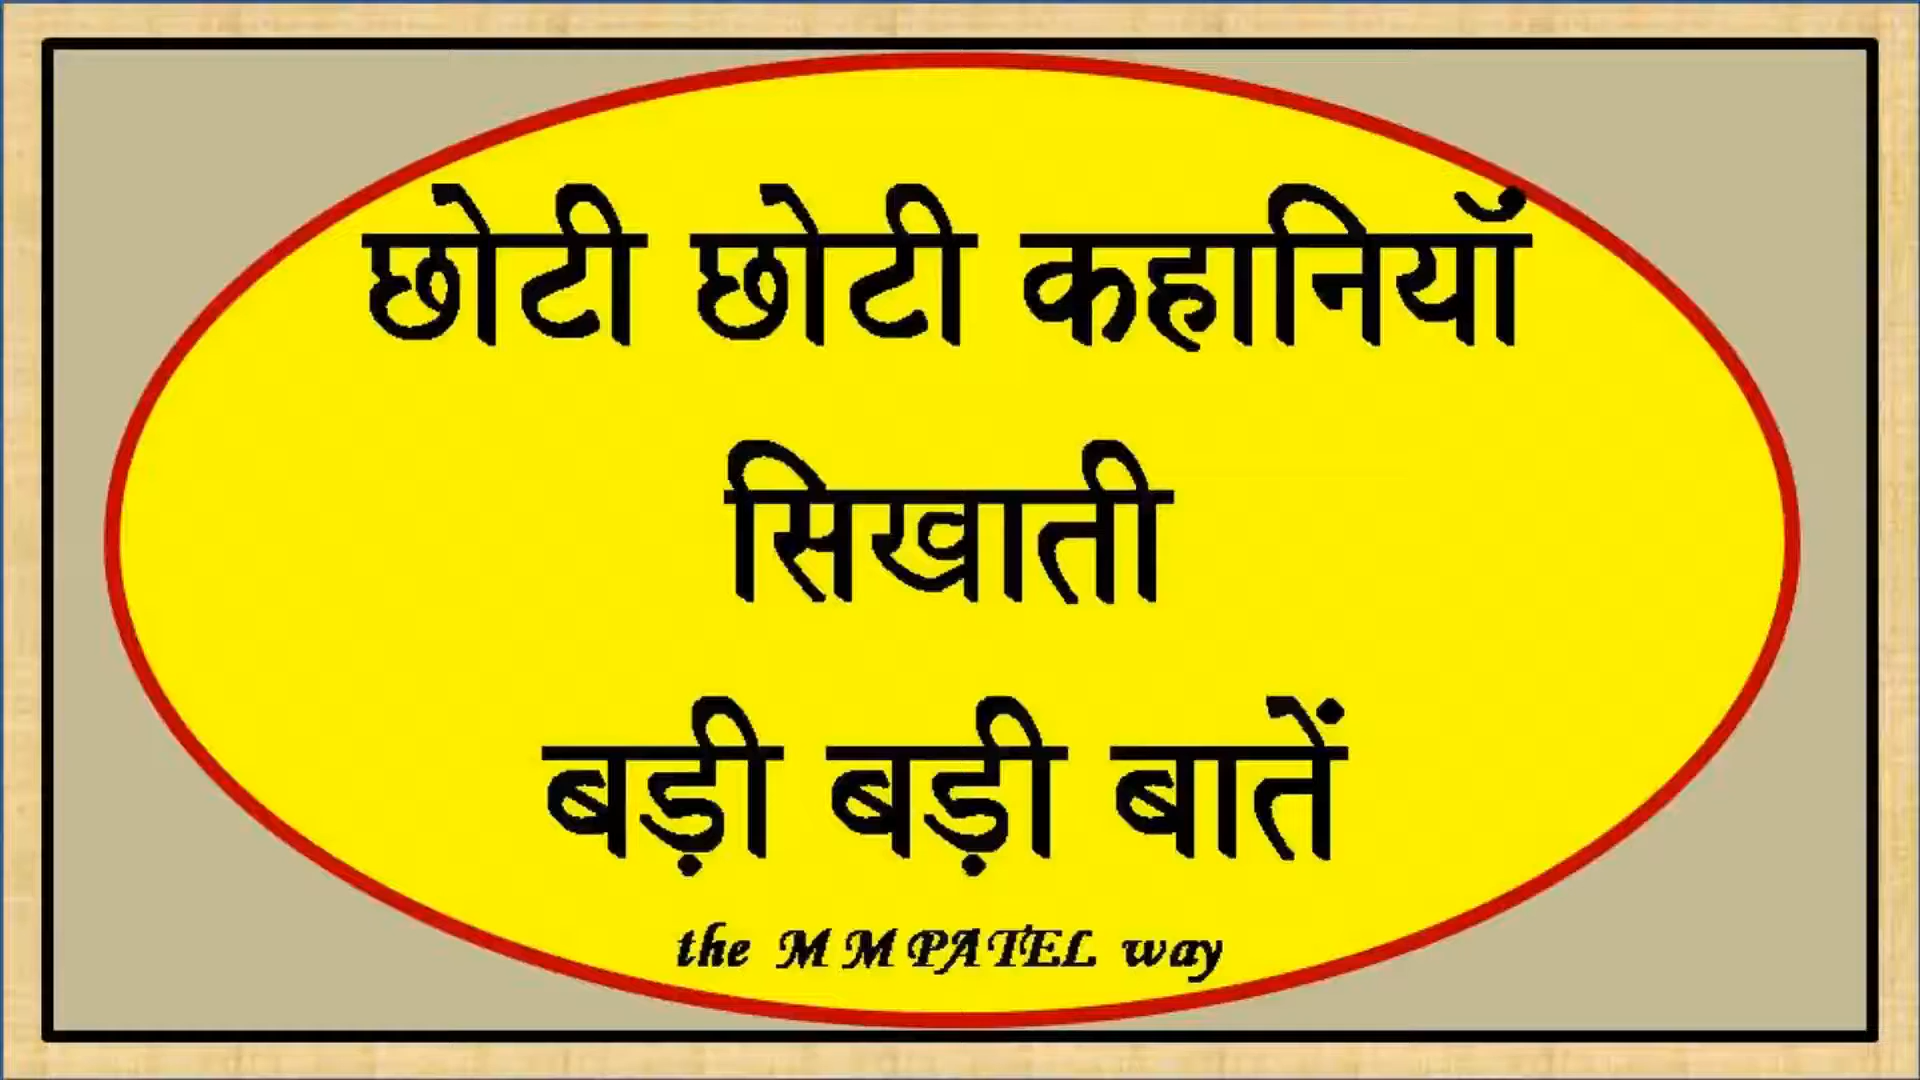 छोटी छोटी कहानियाँ
सिखाती
बड़ी बड़ी बातें
the M M PATEL way